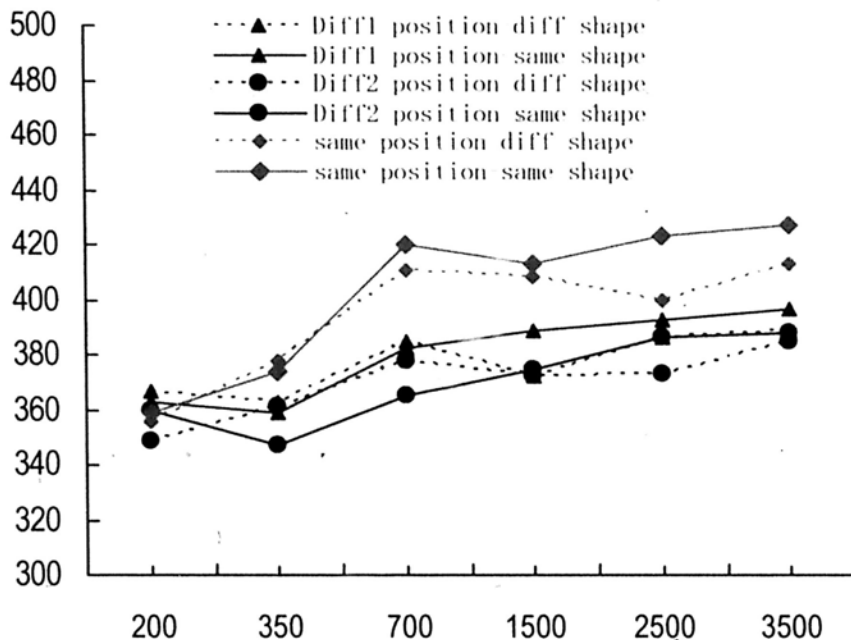 500
480
460
440
420
400
380
360
340
320
300
Diff1 position diff shape
Diff1 position same shape
Diff2 position diff shape
Diff2 position same shape
same position diff shape
same position same shape
200 350 700 1500 2500 3500